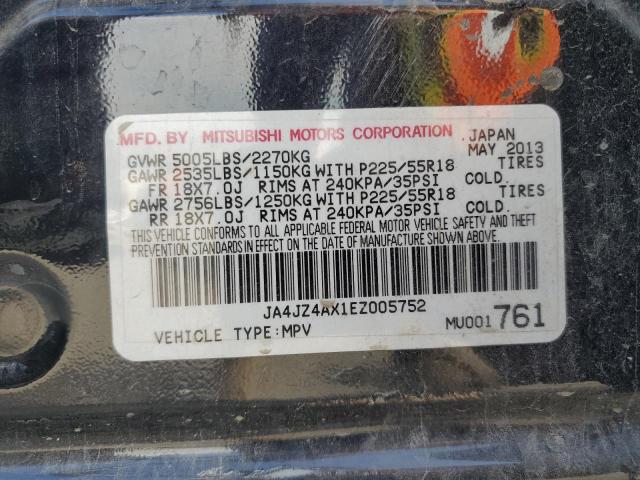 MFD. BY MITSUBISHI MOTORS CORPORATION JAPAN
GVWR 5005LBS/2270KG MAY 2013
GAWR 2535LBS/1150KG WITH P225/55R18 TIRES
FR 18X7.0J RIMS AT 240KPA/35PSI COLD.
GAWR 2756LBS/1250KG WITH P225/55R18 TIRES
RR 18X7.0J RIMS AT 240KPA/35PSI COLD.
THIS VEHICLE CONFORMS TO ALL APPLICABLE FEDERAL MOTOR VEHICLE SAFETY AND THEFT
PREVENTION STANDARDS IN EFFECT ON THE DATE OF MANUFACTURE SHOWN ABOVE.
JA4JZ4AX1EZ005752
VEHICLE TYPE:MPV MU001761